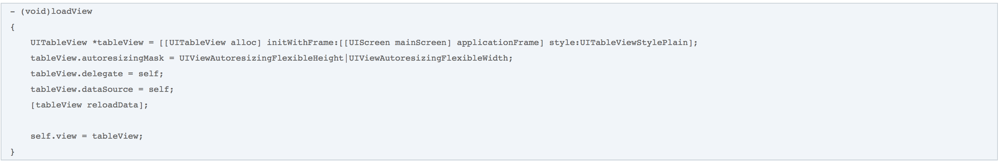 - (void)loadView
{
    UITableView *tableView = [[UITableView alloc] initWithFrame:[[UIScreen mainScreen] applicationFrame] style:UITableViewStylePlain];
    tableView.autoresizingMask = UIViewAutoresizingFlexibleHeight|UIViewAutoresizingFlexibleWidth;
    tableView.delegate = self;
    tableView.dataSource = self;
    [tableView reloadData];

    self.view = tableView;
}